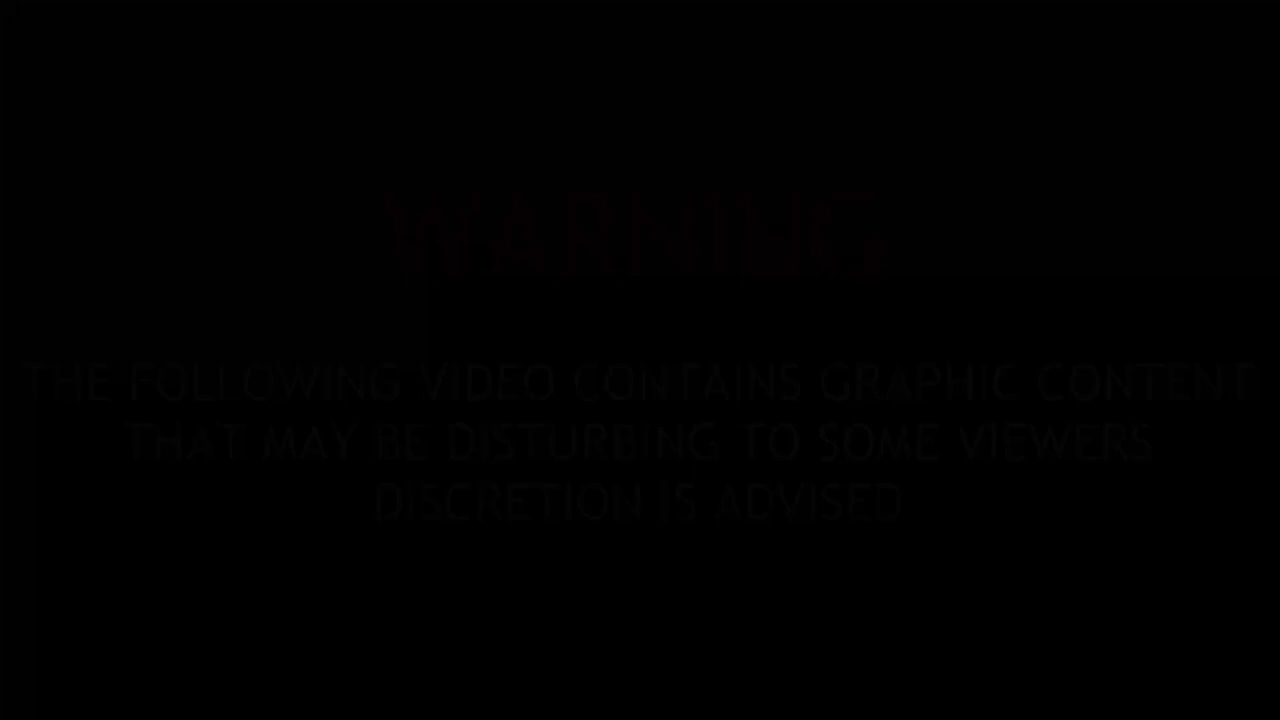 WARNING
THE FOLLOWING VIDEO CONTAINS GRAPHIC CONTENT
THAT MAY BE DISTURBING TO SOME VIEWERS
DISCRETION IS ADVISED